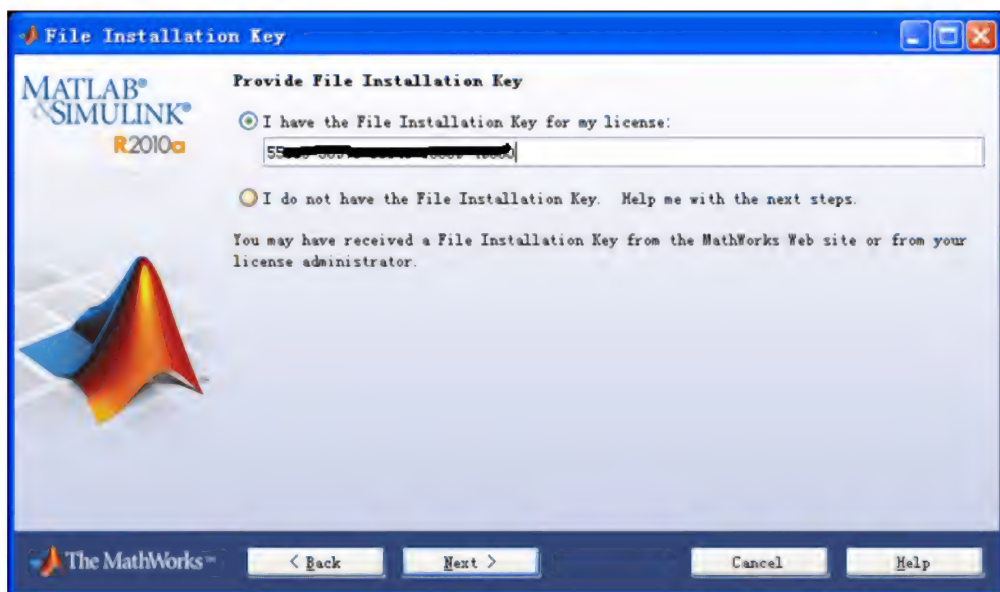 File Installation Key
MATLAB®
&SIMULINK®
R2010a
Provide File Installation Key
I have the File Installation Key for my license:
I do not have the File Installation Key. Help me with the next steps.
You may have received a File Installation Key from the MathWorks Web site or from your
license administrator.
The MathWorks™
< Back
Next >
Cancel
Help